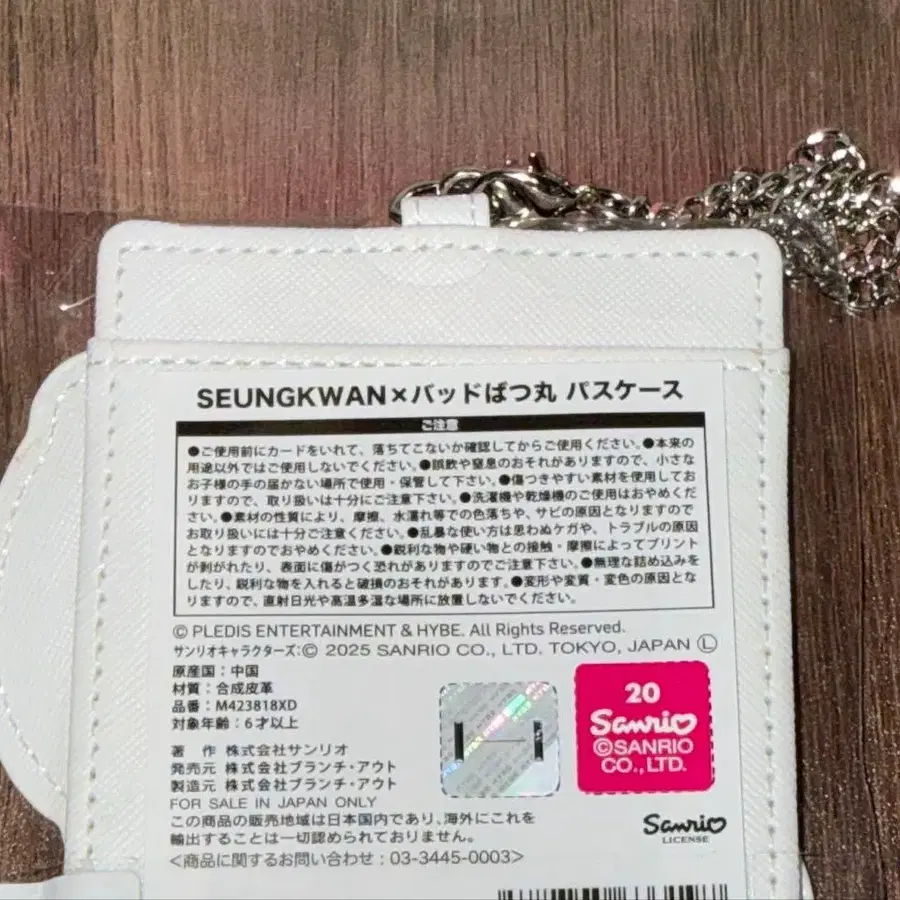 SEUNGKWAN×バッドばつ丸 パスケース
ご注意
●ご使用前にカードをいれて、落ちてこないか確認してからご使用ください。●本来の
用途以外ではご使用しないでください。●誤飲や窒息のおそれがありますので、小さな
お子様の手の届かない場所で使用・保管して下さい。●傷つきやすい素材を使用してお
りますので、取り扱いは十分にご注意下さい。●洗濯機や乾燥機のご使用はおやめくだ
さい。●素材の性質により、摩擦、水濡れ等での色落ちや、サビの原因となりますので
お取り扱いには十分ご注意ください。●乱暴な使い方は思わぬケガや、トラブルの原因
となりますのでおやめください。●鋭利な物や硬い物との接触・摩擦によってプリント
が剥がれたり、表面に傷がつく恐れがありますのでご注意下さい。●無理な詰め込みを
したり、鋭利な物を入れると破損のおそれがあります。●変形や変質・変色の原因とな
りますので、直射日光や高温多湿な場所に放置しないでください。
© PLEDIS ENTERTAINMENT & HYBE. All Rights Reserved.
サンリオキャラクターズ:© 2025 SANRIO CO., LTD. TOKYO, JAPAN Ⓛ
原産国:中国
材質:合成皮革
品番:M423818XD
対象年齢:6才以上
著 作 株式会社サンリオ
発売元 株式会社ブランチ・アウト
製造元 株式会社ブランチ・アウト
FOR SALE IN JAPAN ONLY
この商品の販売地域は日本国内であり、海外にこれを
輸出することは一切認められておりません。
<商品に関するお問い合わせ:03-3445-0003>
20
Sanrio
©SANRIO
CO., LTD.
Sanrio
LICENSE